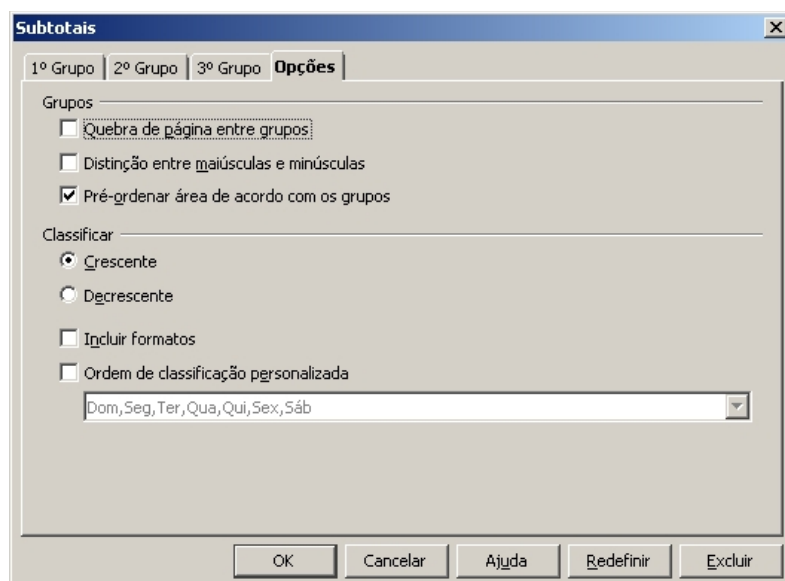 Subtotais
1º Grupo 2º Grupo 3º Grupo Opções
Grupos
Quebra de página entre grupos
Distinção entre maiúsculas e minúsculas
Pré-ordenar área de acordo com os grupos
Classificar
Crescente
Decrescente
Incluir formatos
Ordem de classificação personalizada
Dom,Seg,Ter,Qua,Qui,Sex,Sáb
OK Cancelar Ajuda Redefinir Excluir